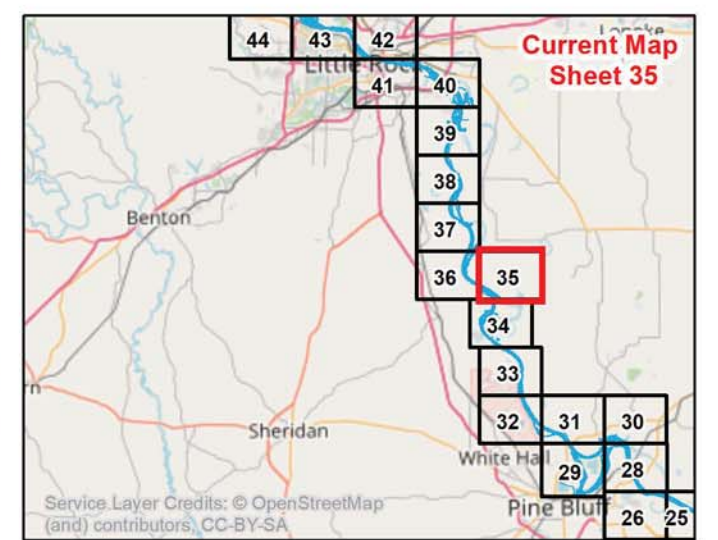 44 43 42
Lonoke
Current Map
Sheet 35
Little Rock
41 40
39
38
Benton
37
36 35
34
33
32 31 30
Sheridan
White Hall
29 28
Service Layer Credits: © OpenStreetMap
(and) contributors, CC-BY-SA
Pine Bluff
26 25